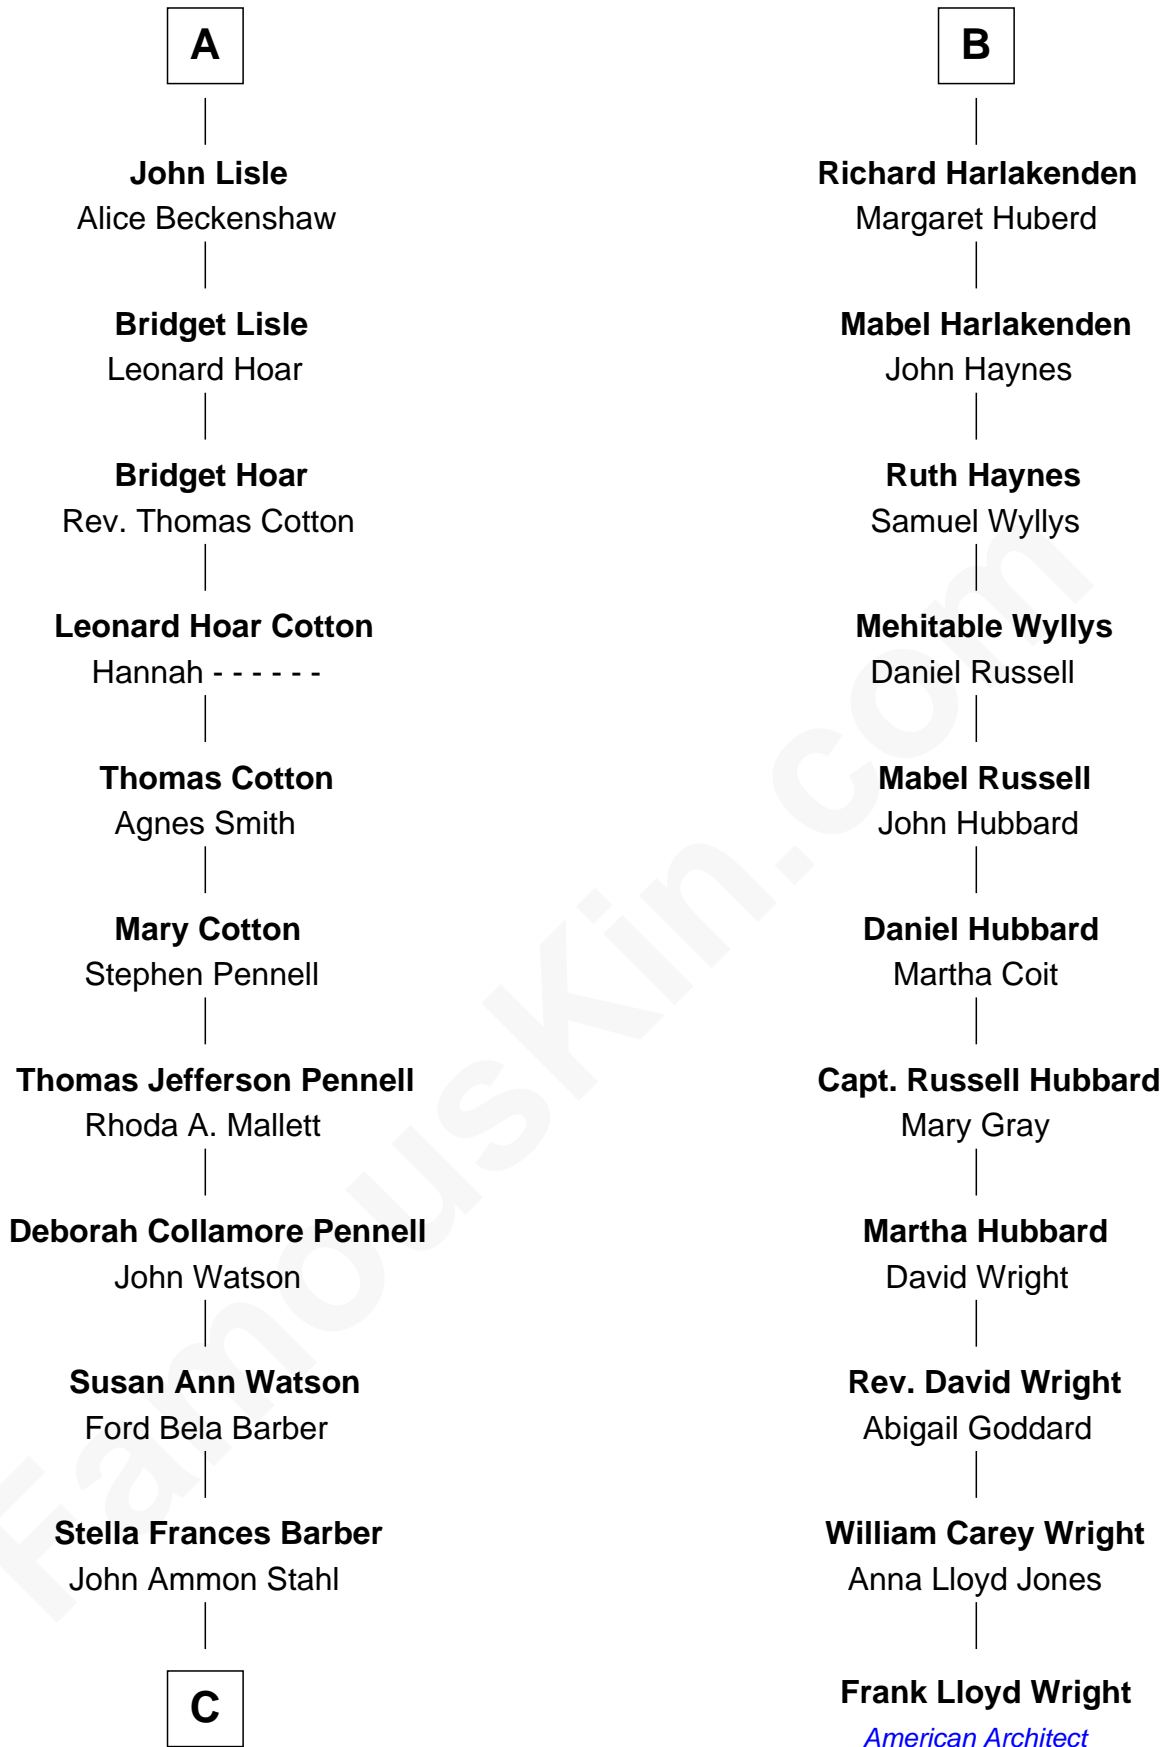 A
John Lisle
Alice Beckenshaw
Bridget Lisle
Leonard Hoar
Bridget Hoar
Rev. Thomas Cotton
Leonard Hoar Cotton
Hannah - - - - - -
Thomas Cotton
Agnes Smith
Mary Cotton
Stephen Pennell
Thomas Jefferson Pennell
Rhoda A. Mallett
Deborah Collamore Pennell
John Watson
Susan Ann Watson
Ford Bela Barber
Stella Frances Barber
John Ammon Stahl
C
B
Richard Harlakenden
Margaret Huberd
Mabel Harlakenden
John Haynes
Ruth Haynes
Samuel Wyllys
Mehitable Wyllys
Daniel Russell
Mabel Russell
John Hubbard
Daniel Hubbard
Martha Coit
Capt. Russell Hubbard
Mary Gray
Martha Hubbard
David Wright
Rev. David Wright
Abigail Goddard
William Carey Wright
Anna Lloyd Jones
Frank Lloyd Wright
American Architect
FamousKin.com